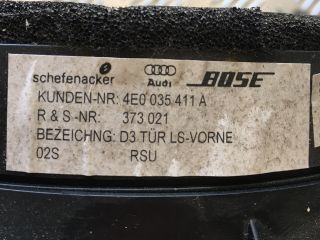 schefenacker Audi BOSE
KUNDEN-NR: 4E0 035 411 A
R & S -NR: 373 021
BEZEICHNG: D3 TÜR LS-VORNE
02S RSU